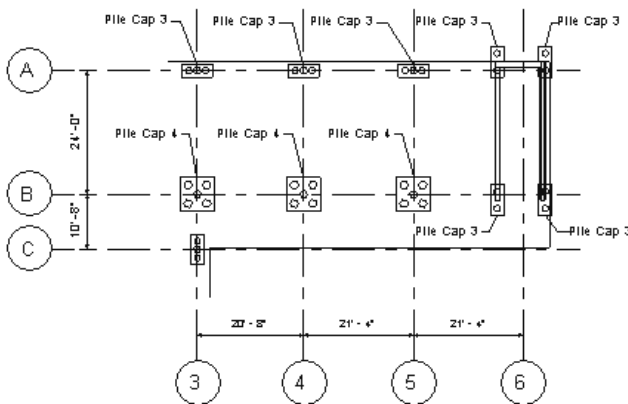 Pile Cap 3 Pile Cap 3 Pile Cap 3 Pile Cap 3 Pile Cap 3
A
24'-0"
Pile Cap 4 Pile Cap 4 Pile Cap 4
B
10'-8"
Pile Cap 3 Pile Cap 3
C
20' - 8" 21' - 4" 21' - 4"
3 4 5 6